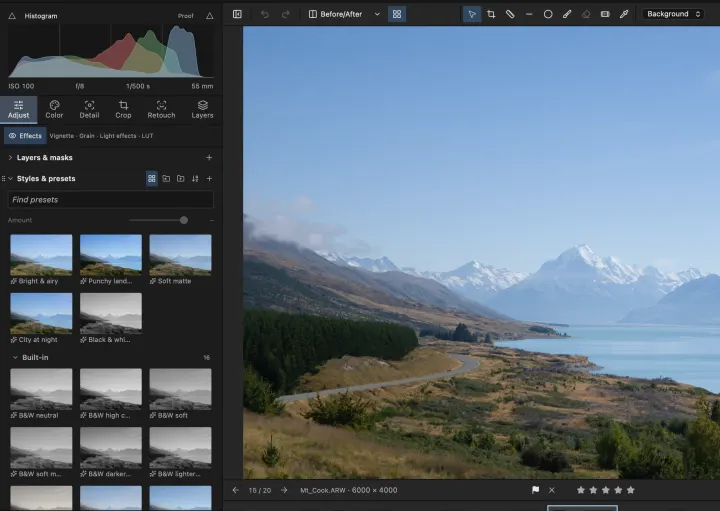 Histogram
Proof
ISO 100 f/8 1/500 s 55 mm
Adjust Color Detail Crop Retouch Layers
Effects Vignette · Grain · Light effects · LUT
Layers & masks
Styles & presets
Find presets
Amount
Bright & airy Punchy land... Soft matte
City at night Black & whi...
Built-in 16
B&W neutral B&W high c... B&W soft
B&W soft m... B&W darker... B&W lighter...
Before/After
Background
15 / 20 Mt_Cook.ARW · 6000 × 4000